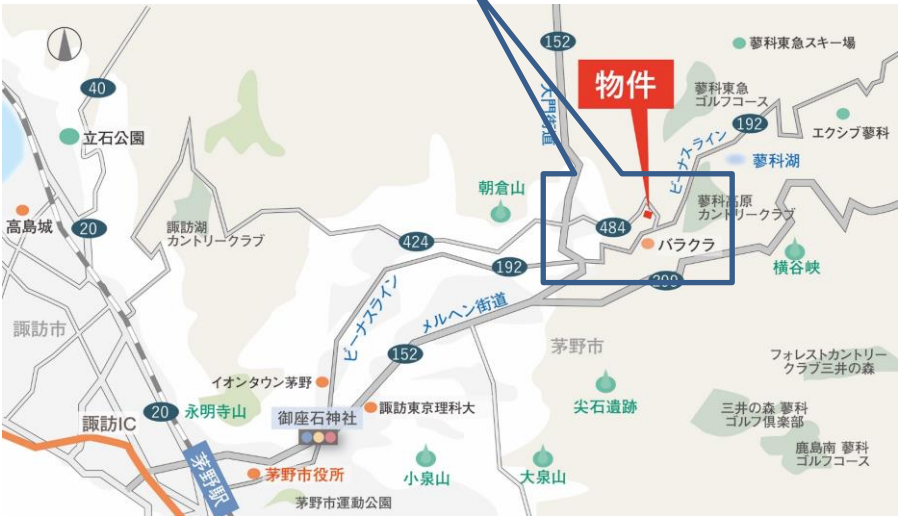 152
蓼科東急スキー場
物件
40
大門街道
蓼科東急
ゴルフコース
192
エクシブ蓼科
立石公園
ビーナスライン
蓼科湖
朝倉山
蓼科高原
カントリークラブ
高島城
20
諏訪湖
カントリークラブ
484
424
バラクラ
192
横谷峡
299
ビーナスライン
メルヘン街道
諏訪市
152
茅野市
フォレストカントリー
クラブ三井の森
イオンタウン茅野
尖石遺跡
20
永明寺山
御座石神社
諏訪東京理科大
三井の森 蓼科
ゴルフ倶楽部
諏訪IC
鹿島南 蓼科
ゴルフコース
茅野駅
茅野市役所
小泉山
大泉山
茅野市運動公園